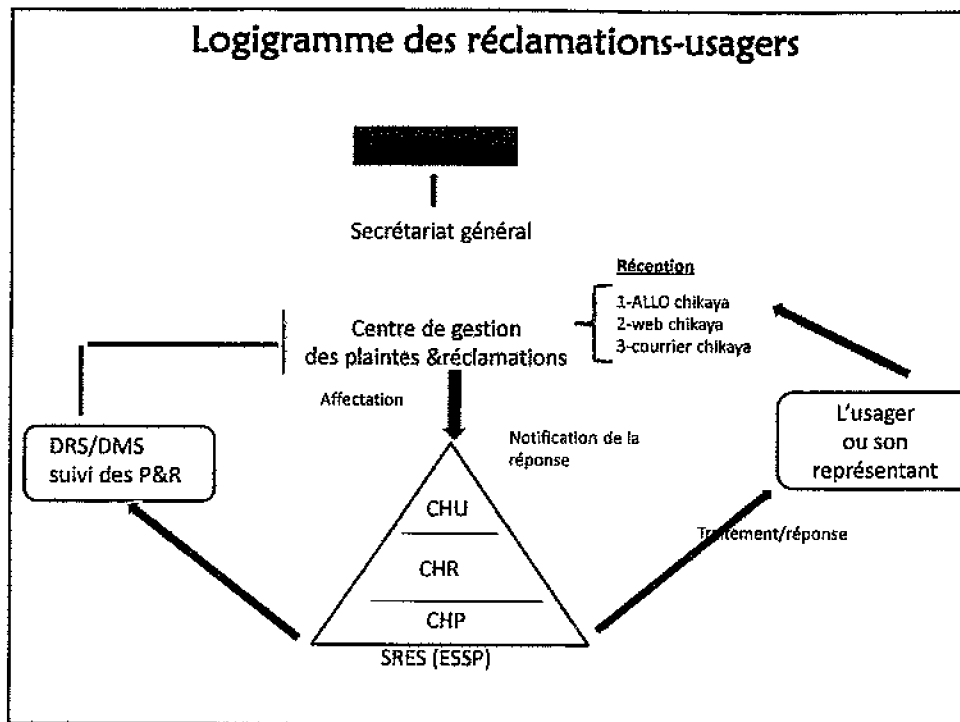 Logigramme des réclamations-usagers
Secrétariat général
Réception
1-ALLO chikaya
2-web chikaya
3-courrier chikaya
Centre de gestion
des plaintes &réclamations
Affectation
L'usager
ou son
représentant
DRS/DMS
suivi des P&R
Notification de la
réponse
CHU
Traitement/réponse
CHR
CHP
SRES (ESSP)